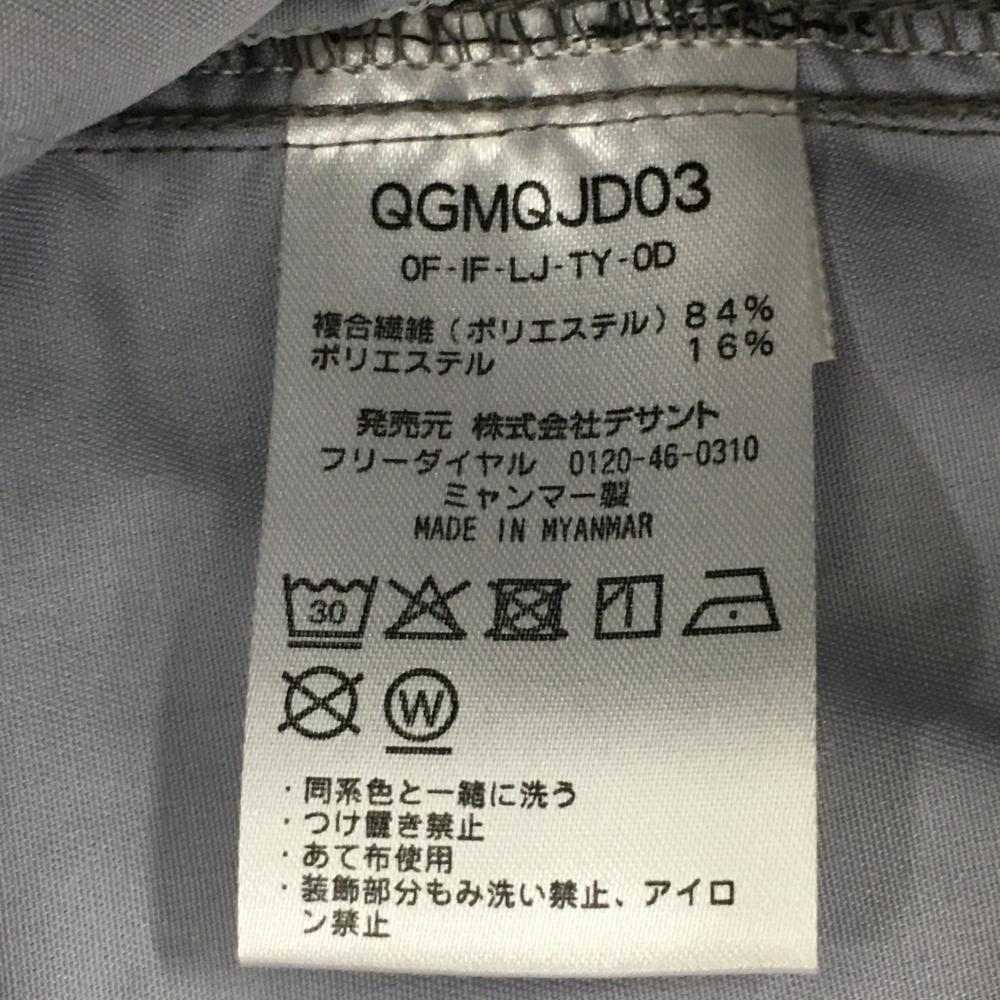 QGMQJD03
0F-IF-LJ-TY-0D
複合繊維(ポリエステル) 84%
ポリエステル 16%
発売元 株式会社デサント
フリーダイヤル 0120-46-0310
ミャンマー製
MADE IN MYANMAR
30
W
・同系色と一緒に洗う
・つけ置き禁止
・あて布使用
・装飾部分もみ洗い禁止、アイロ
ン禁止